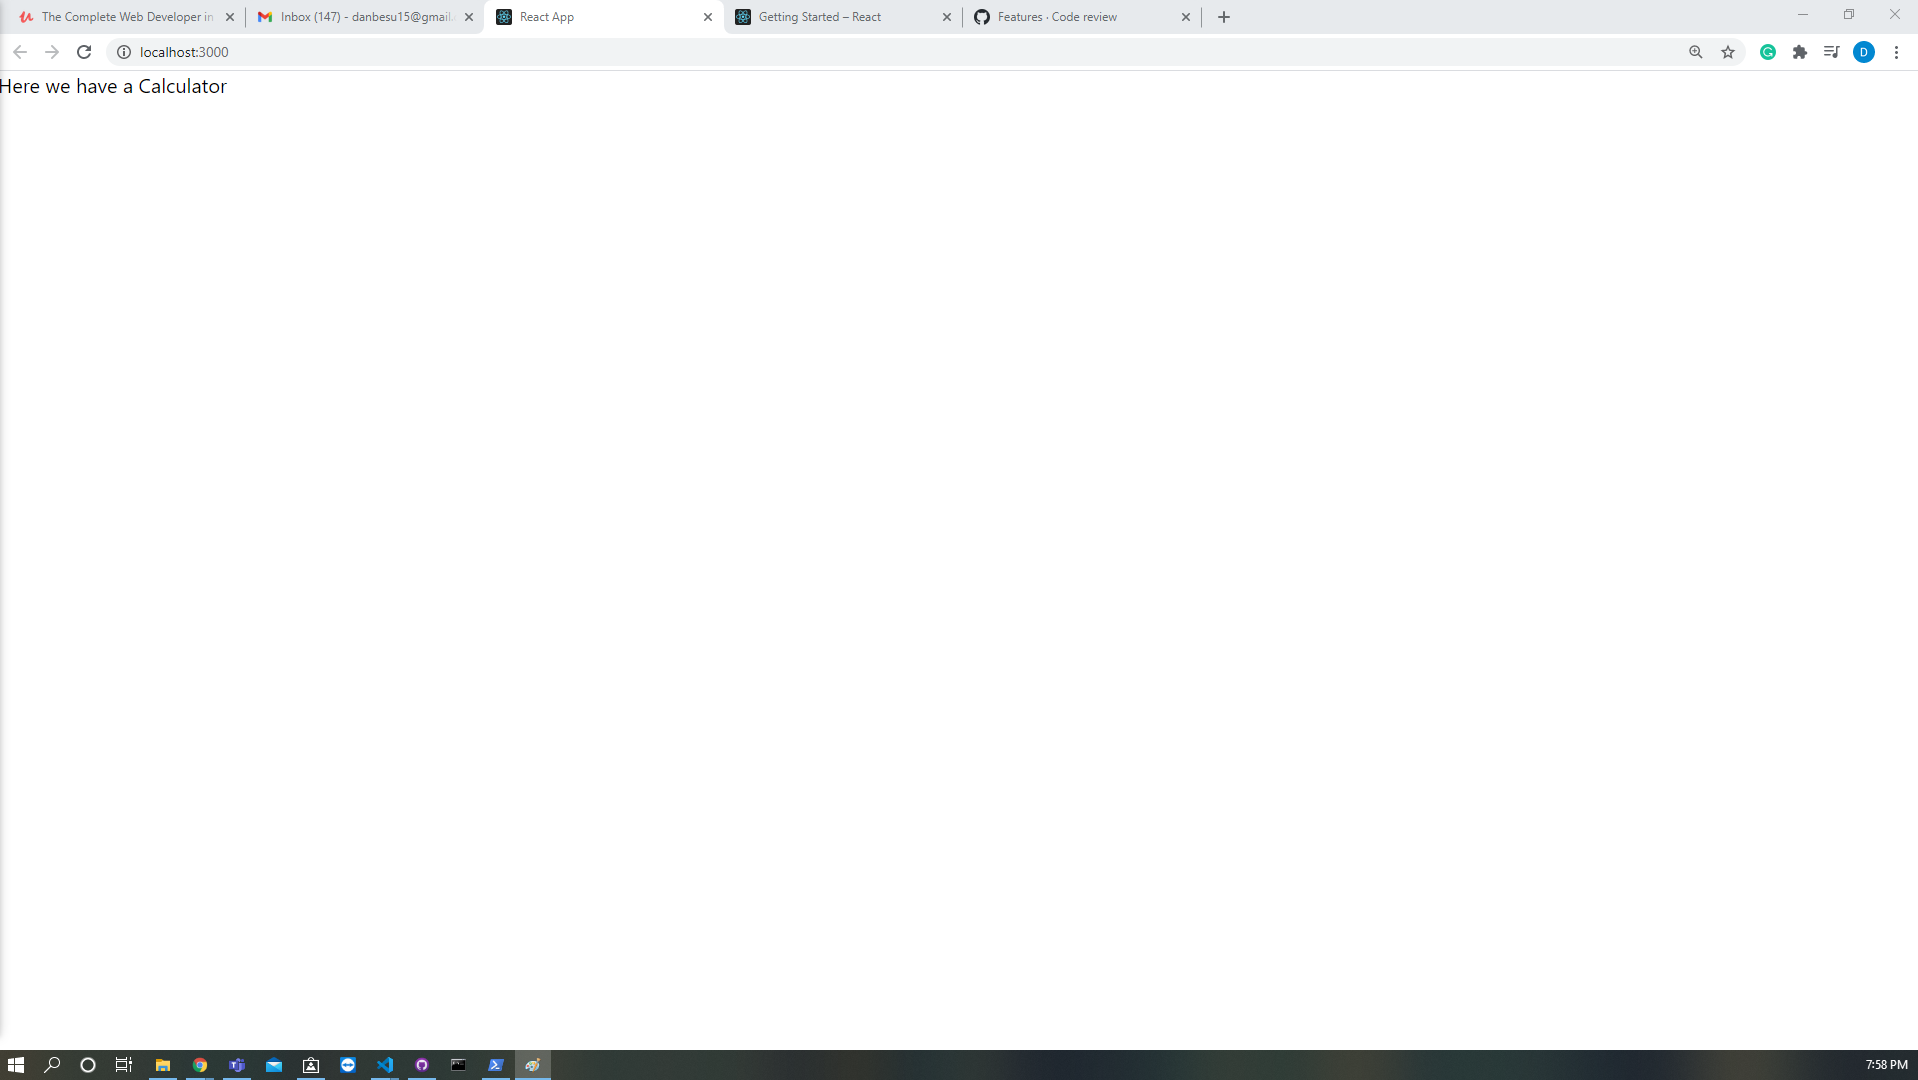 The Complete Web Developer in
Inbox (147) - danbesu15@gmail.
React App
Getting Started – React
Features · Code review
localhost:3000
D
Here we have a Calculator
7:58 PM